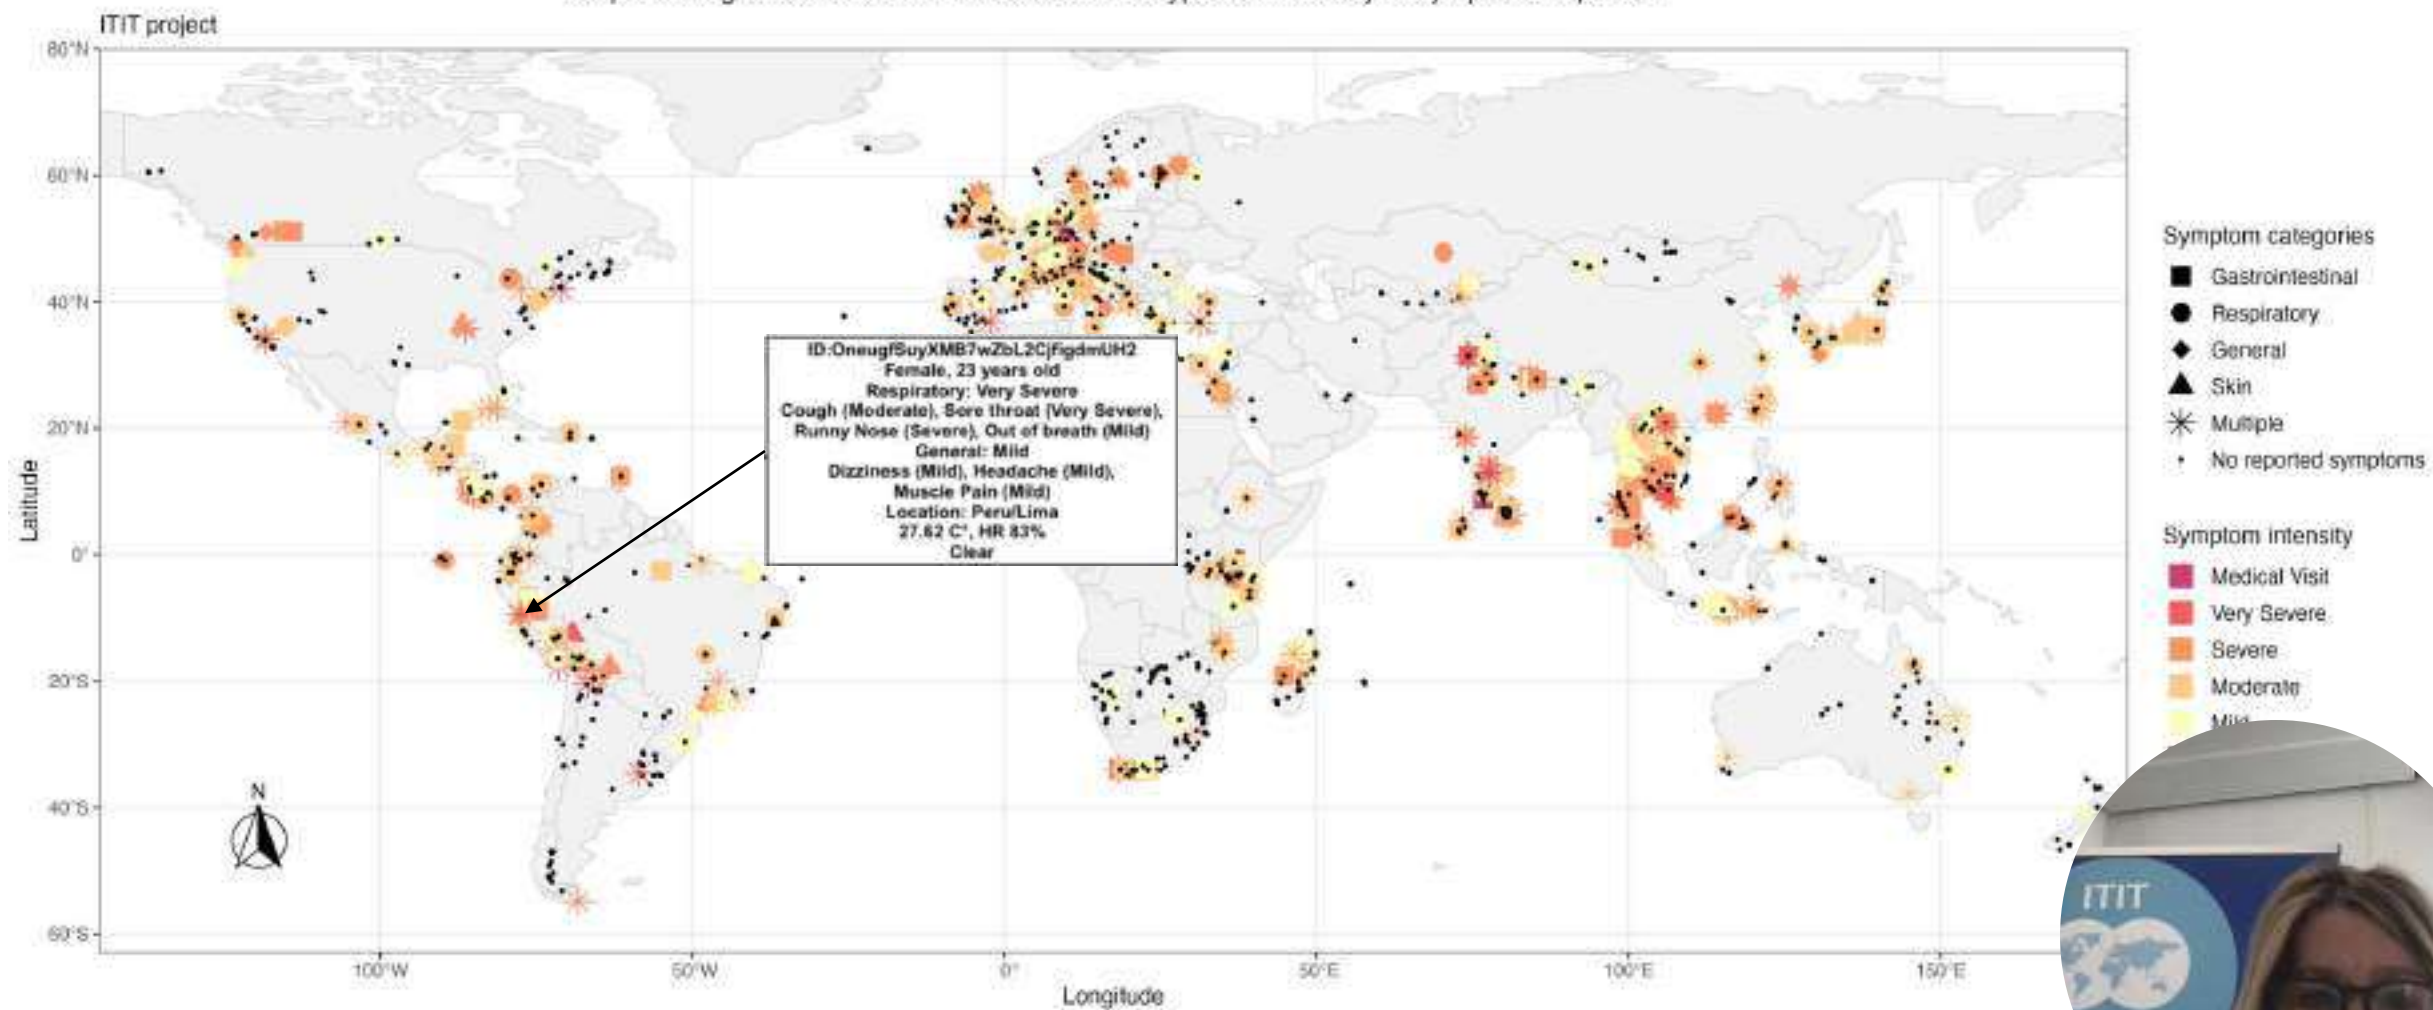 ITIT project
80°N
60°N
40°N
20°N
0°
20°S
40°S
60°S
Latitude
N
100°W
50°W
0°
50°E
100°E
150°E
Longitude
Female, 23 years old
Respiratory: Very Severe
Cough (Moderate), Sore throat (Very Severe),
Runny Nose (Severe), Out of breath (Mild)
General: Mild
Dizziness (Mild), Headache (Mild),
Muscle Pain (Mild)
Location: Peru/Lima
27.62 C°, HR 83%
Clear
Symptom categories
Gastrointestinal
Respiratory
General
Skin
Multiple
No reported symptoms
Symptom intensity
Medical Visit
Very Severe
Severe
Moderate
Mild
ITIT